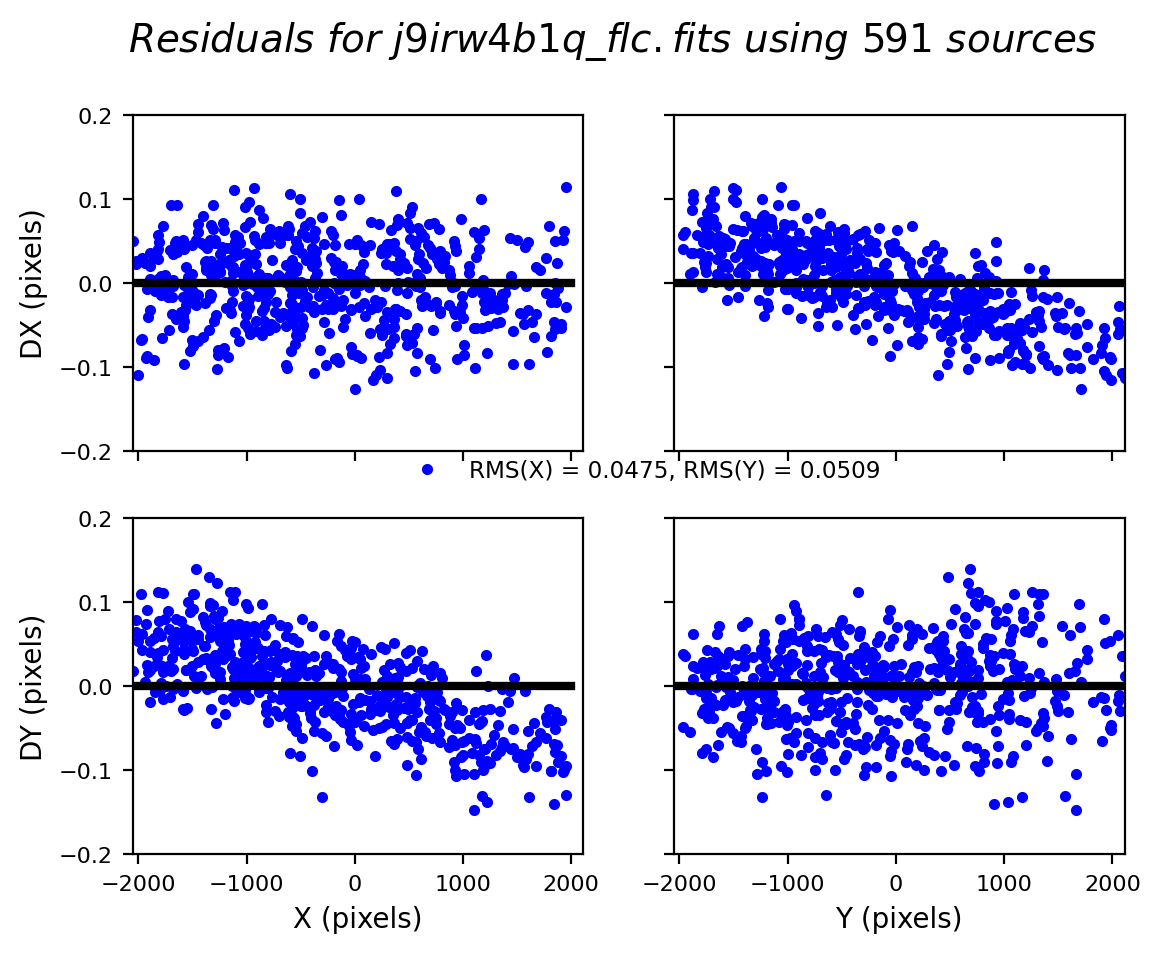 Residuals for j9irw4b1q_flc.fits using 591 sources
0.2
0.1
0.0
−0.1
−0.2
DX (pixels)
RMS(X) = 0.0475, RMS(Y) = 0.0509
0.2
0.1
0.0
−0.1
−0.2
DY (pixels)
−2000 −1000 0 1000 2000
−2000 −1000 0 1000 2000
X (pixels)
Y (pixels)